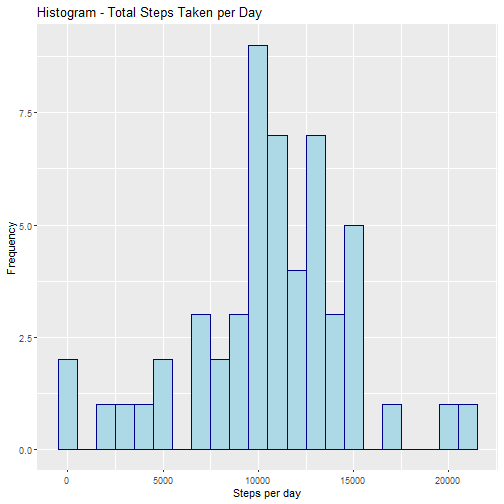 Histogram - Total Steps Taken per Day
Frequency
7.5
5.0
2.5
0.0
0 5000 10000 15000 20000
Steps per day